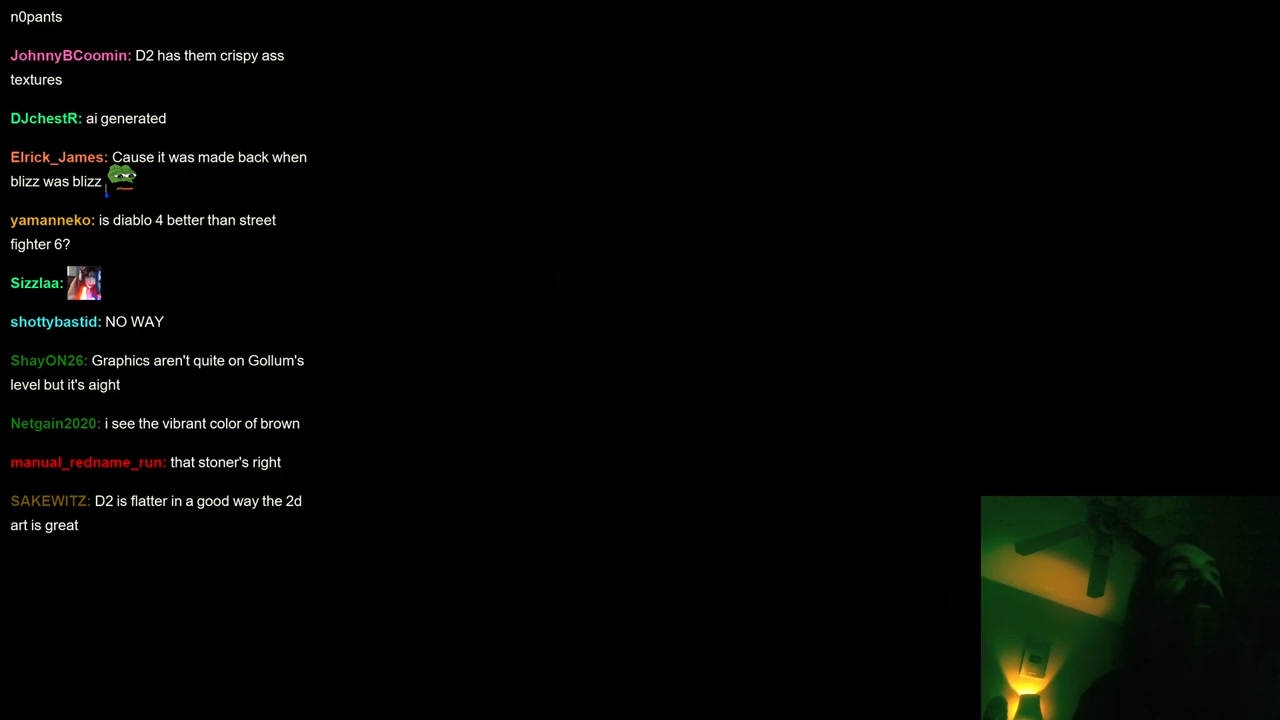 n0pants
JohnnyBCoomin: D2 has them crispy ass
textures
DJchestR: ai generated
Elrick_James: Cause it was made back when
blizz was blizz
yamanneko: is diablo 4 better than street
fighter 6?
Sizzlaa:
shottybastid: NO WAY
ShayON26: Graphics aren't quite on Gollum's
level but it's aight
Netgain2020: i see the vibrant color of brown
manual_redname_run: that stoner's right
SAKEWITZ: D2 is flatter in a good way the 2d
art is great